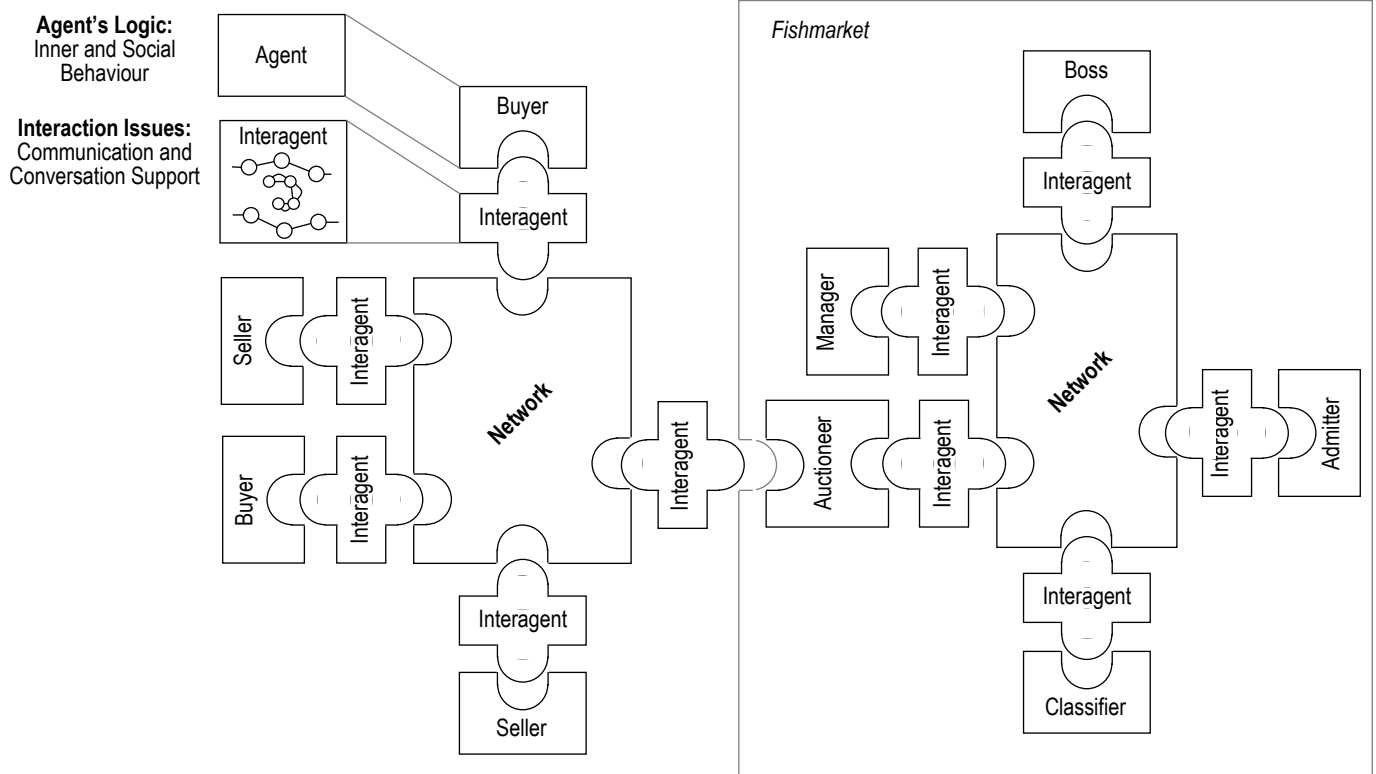 Agent's Logic:
Inner and Social
Behaviour
Agent
Interaction Issues:
Communication and
Conversation Support
Interagent
Buyer
Interagent
Seller
Interagent
Buyer
Interagent
Network
Interagent
Interagent
Seller
Fishmarket
Boss
Interagent
Manager
Interagent
Auctioneer
Interagent
Network
Interagent
Admitter
Interagent
Classifier